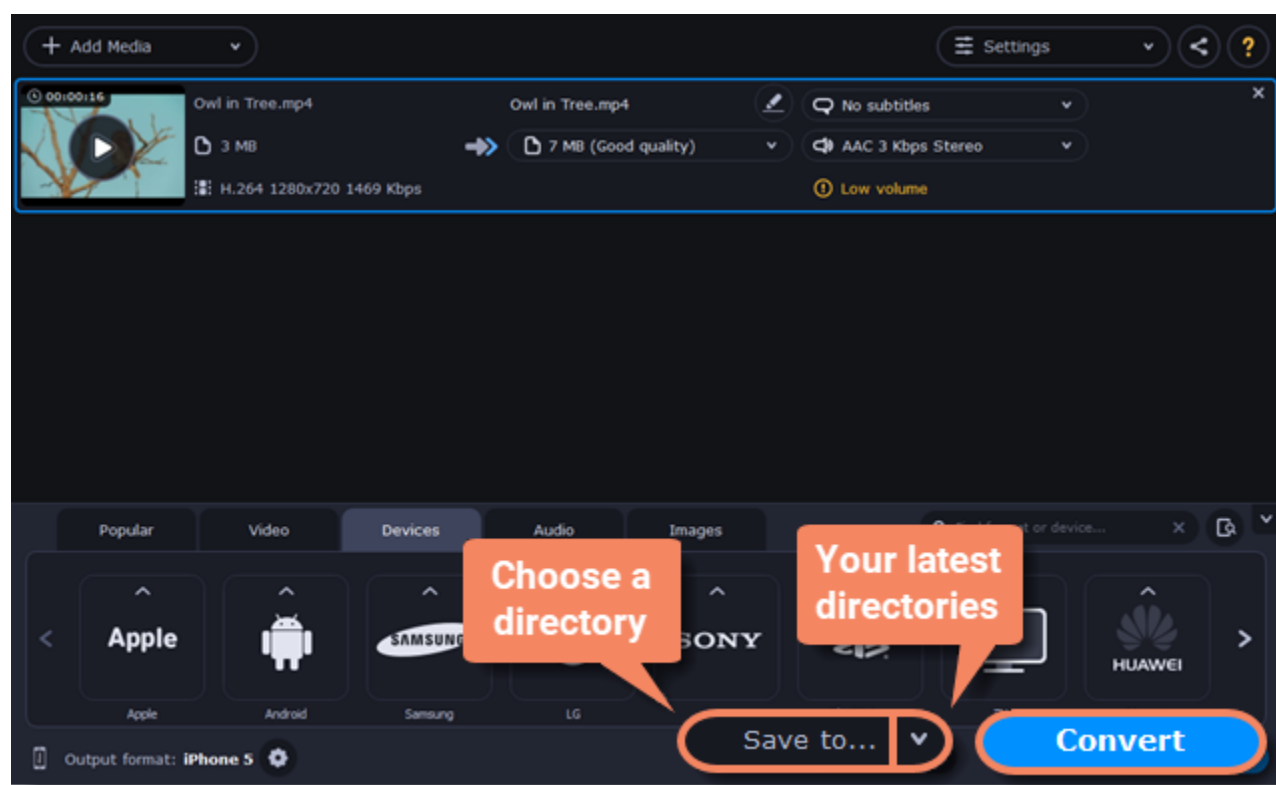 Add Media
Settings
?
00:00:16
Owl in Tree.mp4
Owl in Tree.mp4
No subtitles
3 MB
7 MB (Good quality)
AAC 3 Kbps Stereo
H.264 1280x720 1469 Kbps
Low volume
Popular
Video
Devices
Audio
Images
or device...
Choose a
directory
Your latest
directories
Apple
SAMSUNG
SONY
HUAWEI
Apple
Android
Samsung
LG
Output format: iPhone 5
Save to...
Convert